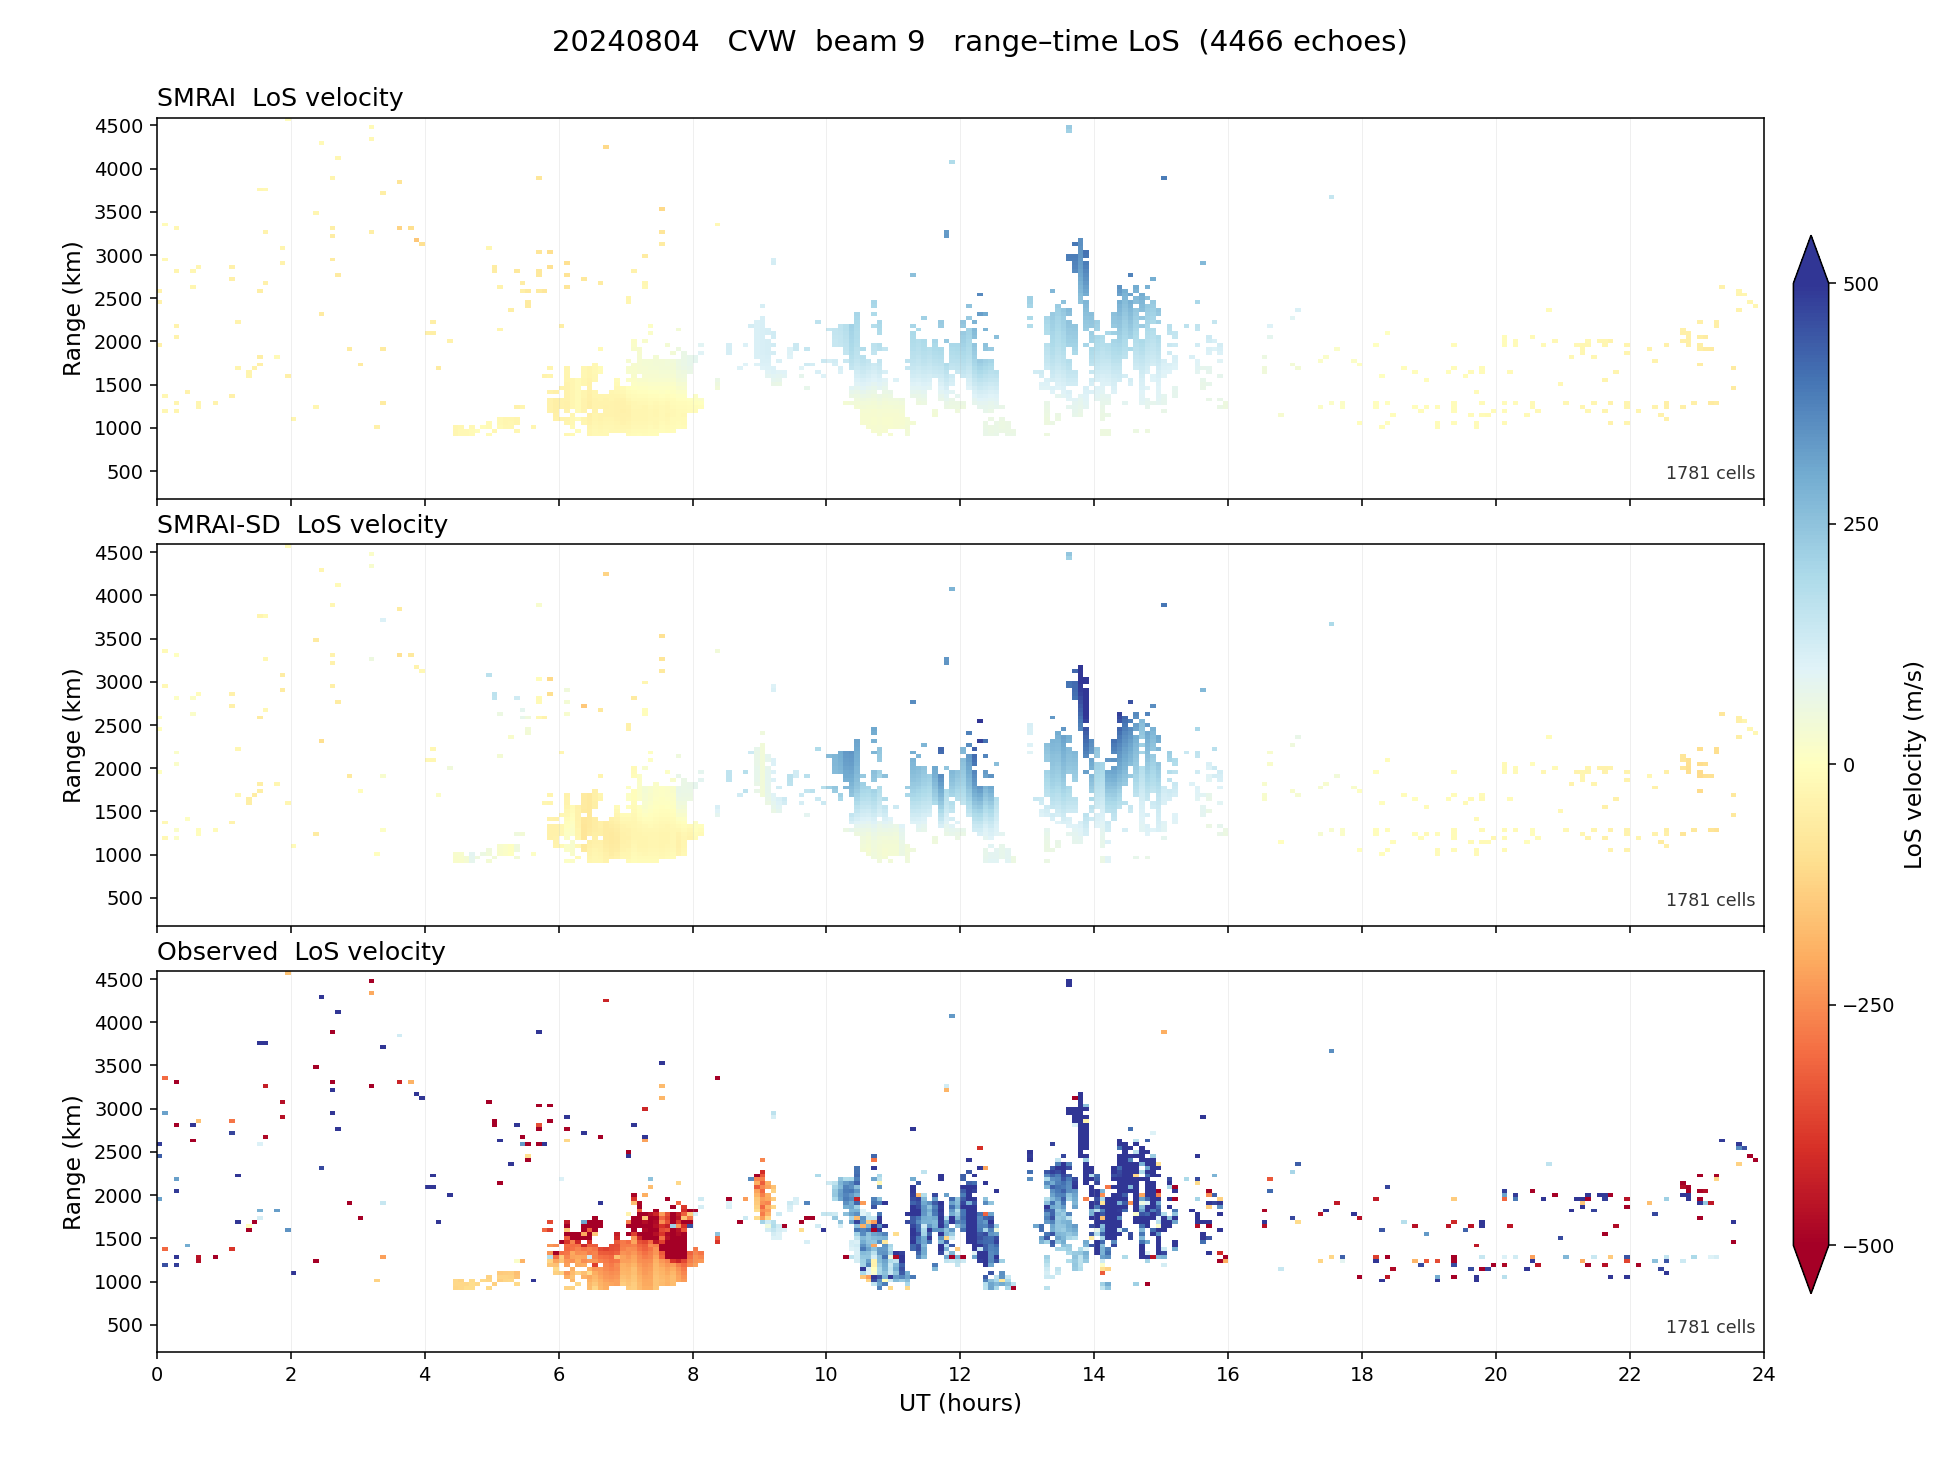 20240804   CVW  beam 9   range–time LoS  (4466 echoes)
SMRAI  LoS velocity
4500
4000
3500
3000
2500
2000
1500
1000
500
Range (km)
1781 cells
SMRAI-SD  LoS velocity
4500
4000
3500
3000
2500
2000
1500
1000
500
Range (km)
1781 cells
Observed  LoS velocity
4500
4000
3500
3000
2500
2000
1500
1000
500
Range (km)
1781 cells
0 2 4 6 8 10 12 14 16 18 20 22 24
UT (hours)
500
250
0
−250
−500
LoS velocity (m/s)